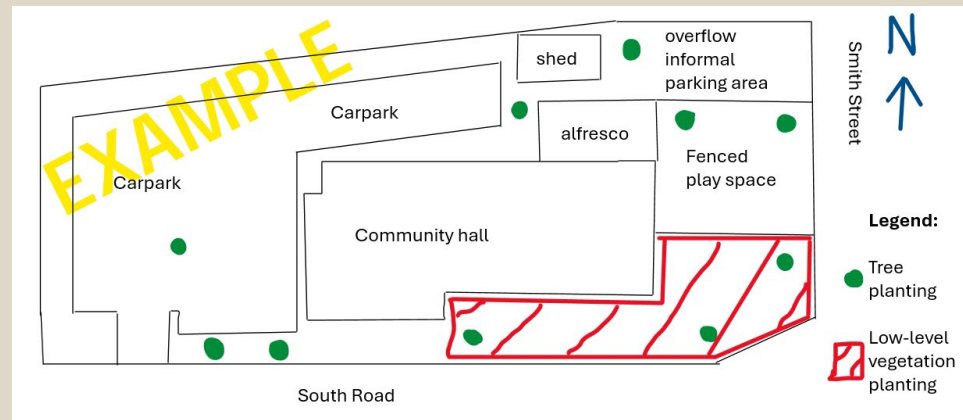 EXAMPLE
shed
overflow
informal
parking area
Smith Street
N
Carpark
alfresco
Carpark
Fenced
play space
Community hall
Legend:
Tree
planting
Low-level
vegetation
planting
South Road